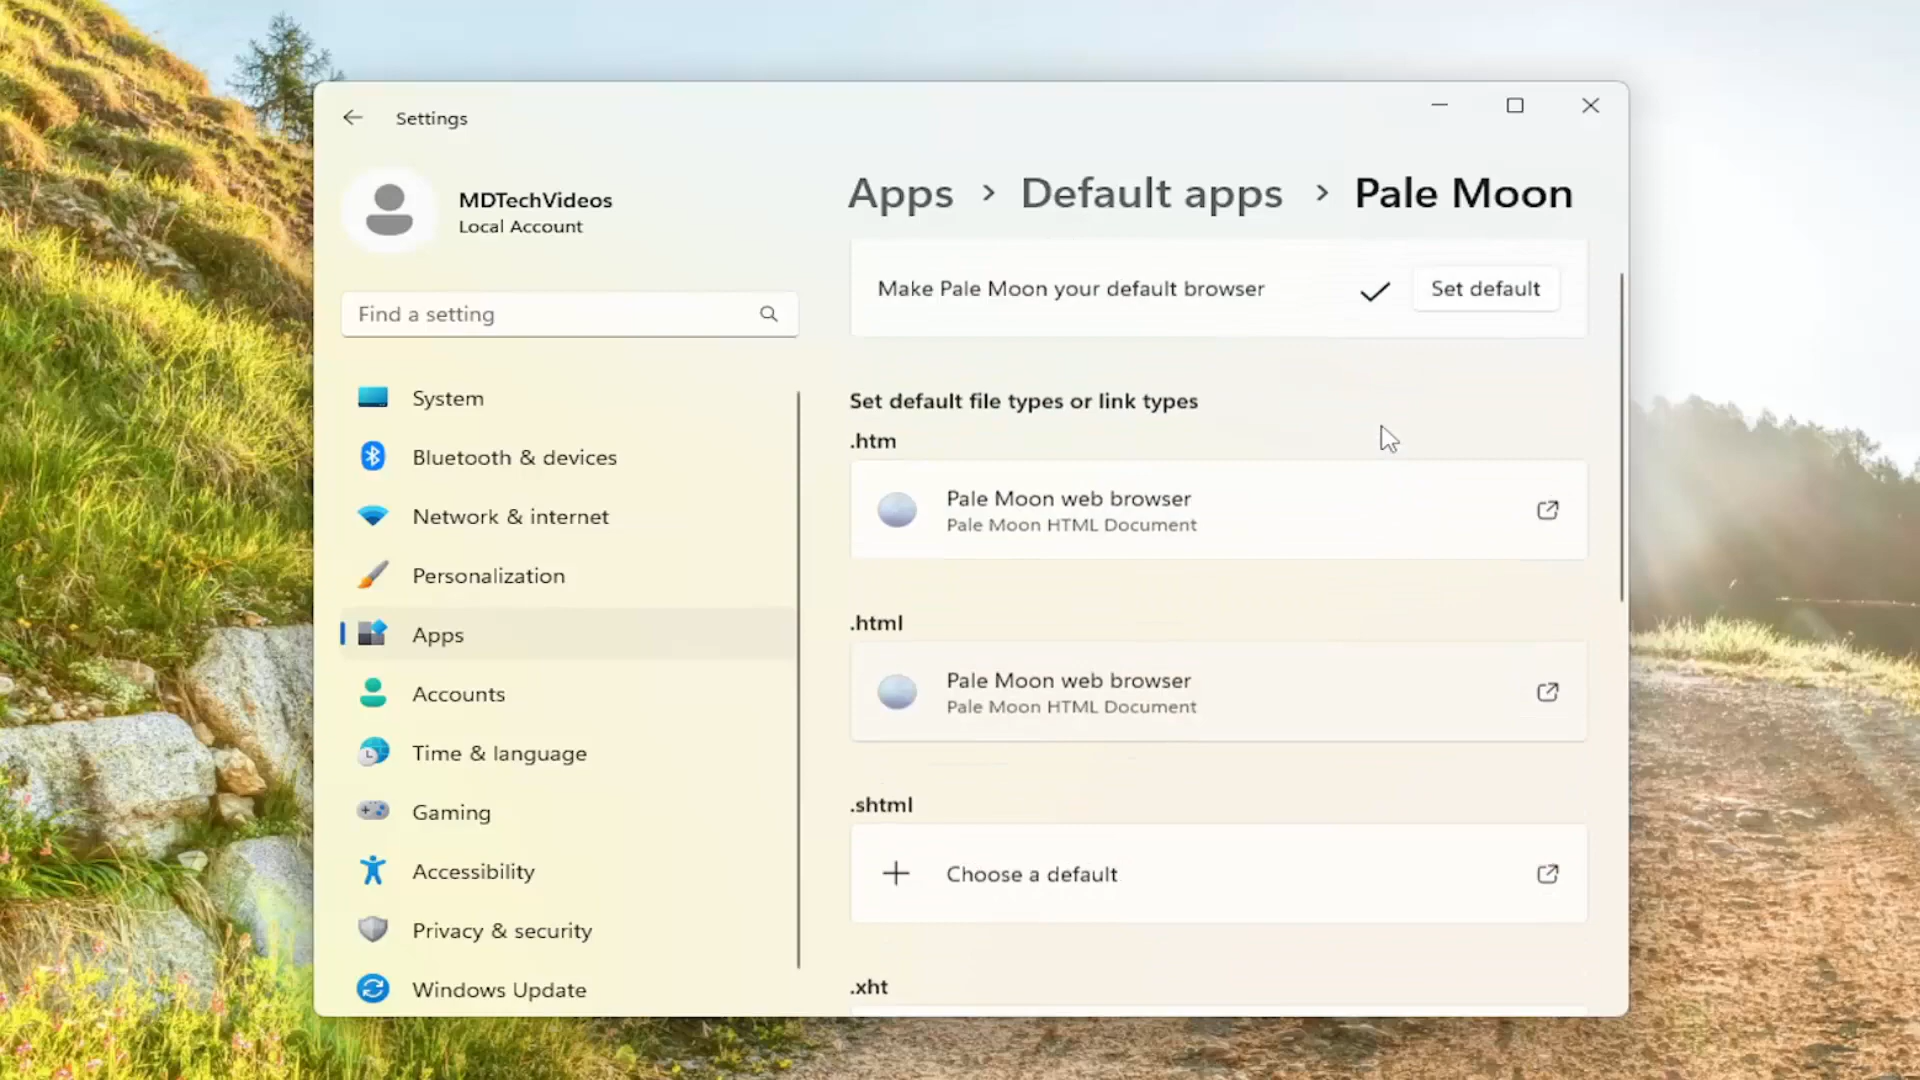 Settings
MDTechVideos
Local Account
Find a setting
System
Bluetooth & devices
Network & internet
Personalization
Apps
Accounts
Time & language
Gaming
Accessibility
Privacy & security
Windows Update
Apps > Default apps > Pale Moon
Make Pale Moon your default browser
Set default
Set default file types or link types
.htm
Pale Moon web browser
Pale Moon HTML Document
.html
Pale Moon web browser
Pale Moon HTML Document
.shtml
Choose a default
.xht